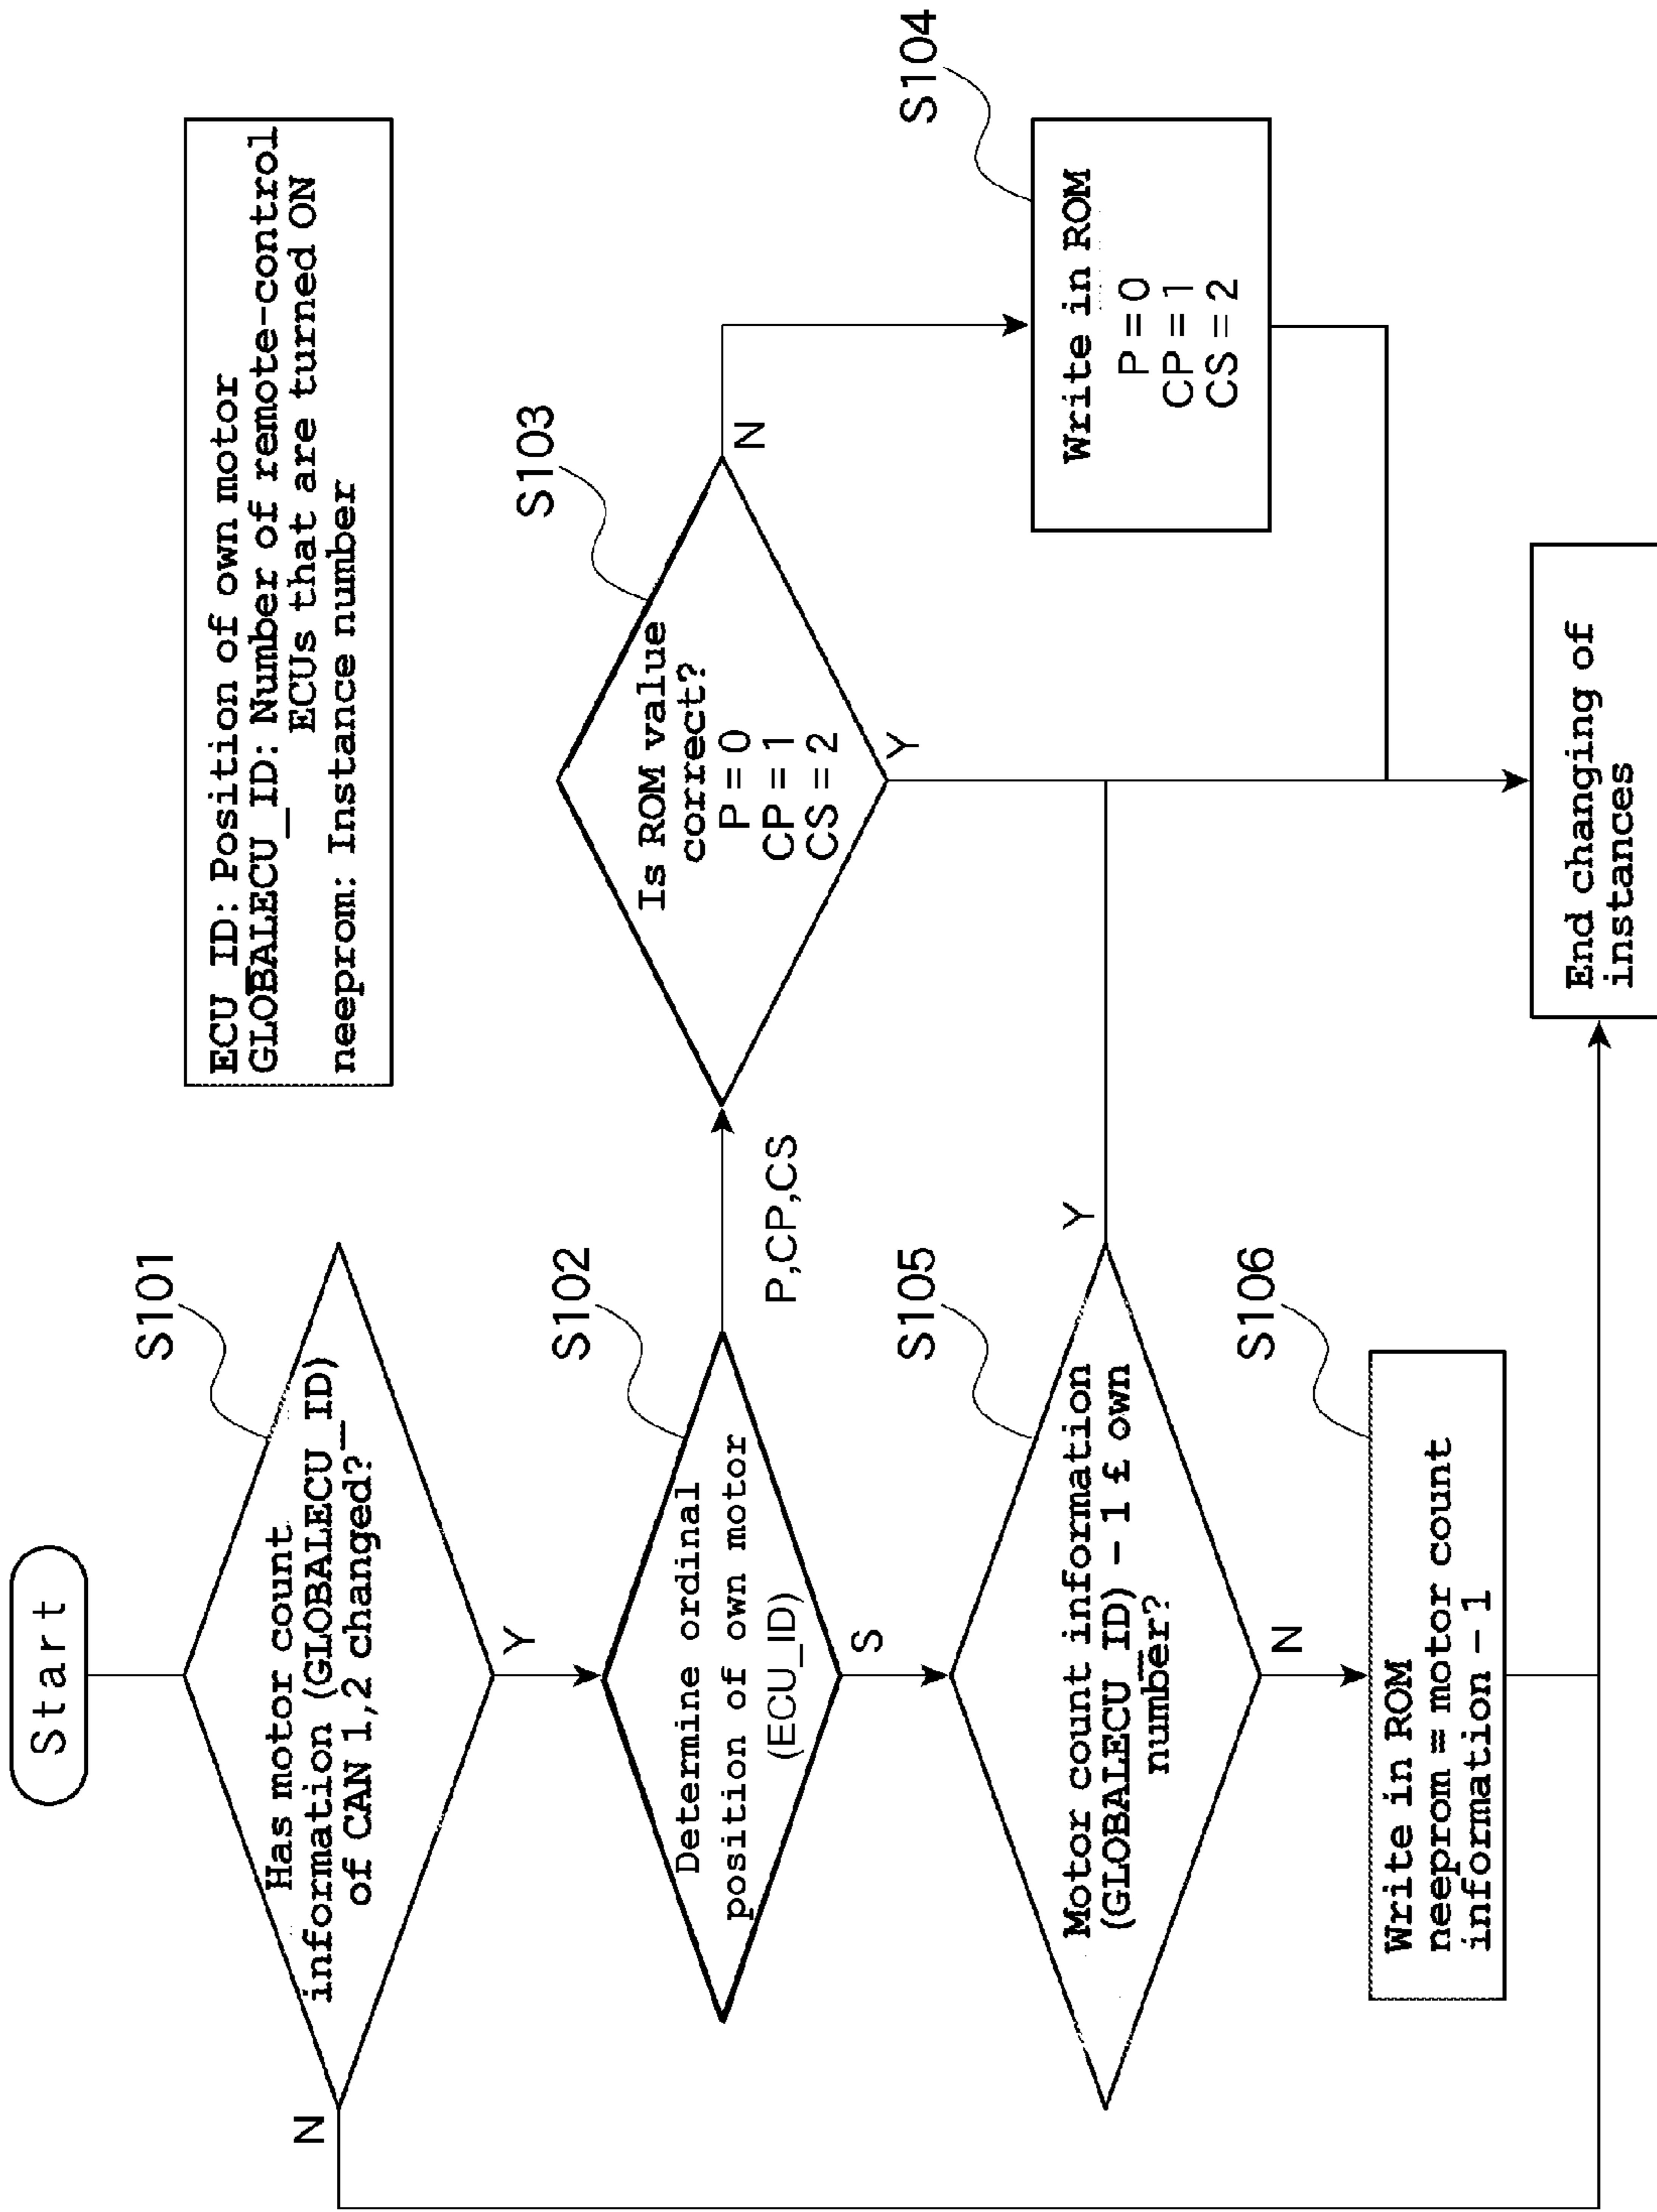 Start
S101
Has motor count
information (GLOBALECU_ID)
of CAN 1,2 changed?
N
Y
ECU ID: Position of own motor
GLOBALECU_ID: Number of remote-control
ECUs that are turned ON
neeprom: Instance number
S102
Determine ordinal
position of own motor
(ECU_ID)
P,CP,CS
S
S103
Is ROM value
correct?
P = 0
CP = 1
CS = 2
N
Y
S104
Write in ROM
P = 0
CP = 1
CS = 2
S105
Motor count information
(GLOBALECU_ID) - 1 £ own
number?
Y
N
S106
Write in ROM
neeprom = motor count
information - 1
End changing of
instances